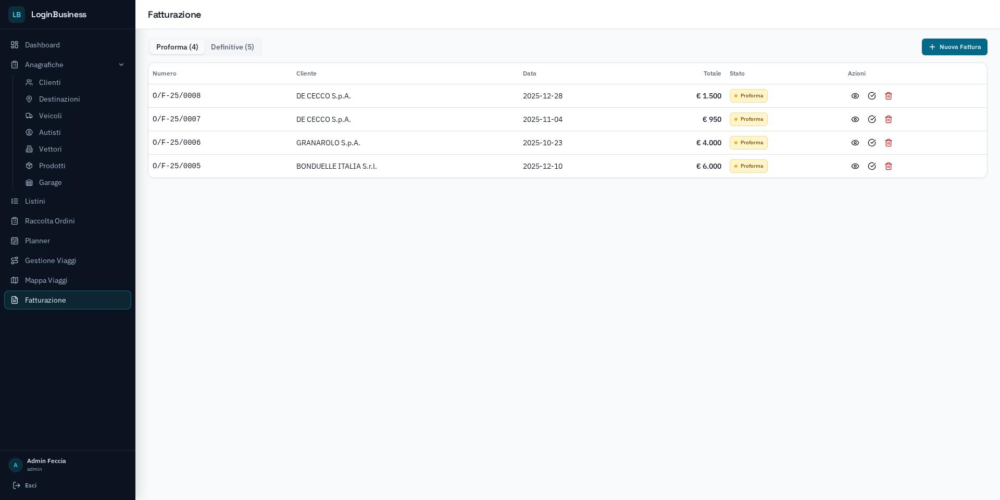 LB LoginBusiness
Fatturazione
Dashboard
Anagrafiche
Clienti
Destinazioni
Veicoli
Autisti
Vettori
Prodotti
Garage
Listini
Raccolta Ordini
Planner
Gestione Viaggi
Mappa Viaggi
Fatturazione
A Admin Feccia
admin
Esci
Proforma (4) Definitive (5) Nuova Fattura
Numero Cliente Data Totale Stato Azioni
O/F-25/0008 DE CECCO S.p.A. 2025-12-28 € 1.500 Proforma
O/F-25/0007 DE CECCO S.p.A. 2025-11-04 € 950 Proforma
O/F-25/0006 GRANAROLO S.p.A. 2025-10-23 € 4.000 Proforma
O/F-25/0005 BONDUELLE ITALIA S.r.l. 2025-12-10 € 6.000 Proforma